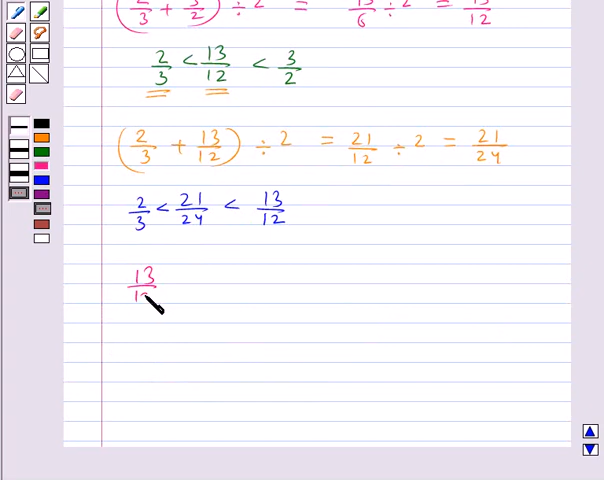 (2/3 + 3/2) ÷ 2 = 13/6 ÷ 2 = 13/12
2/3 < 13/12 < 3/2
(2/3 + 13/12) ÷ 2 = 21/12 ÷ 2 = 21/24
2/3 < 21/24 < 13/12
13